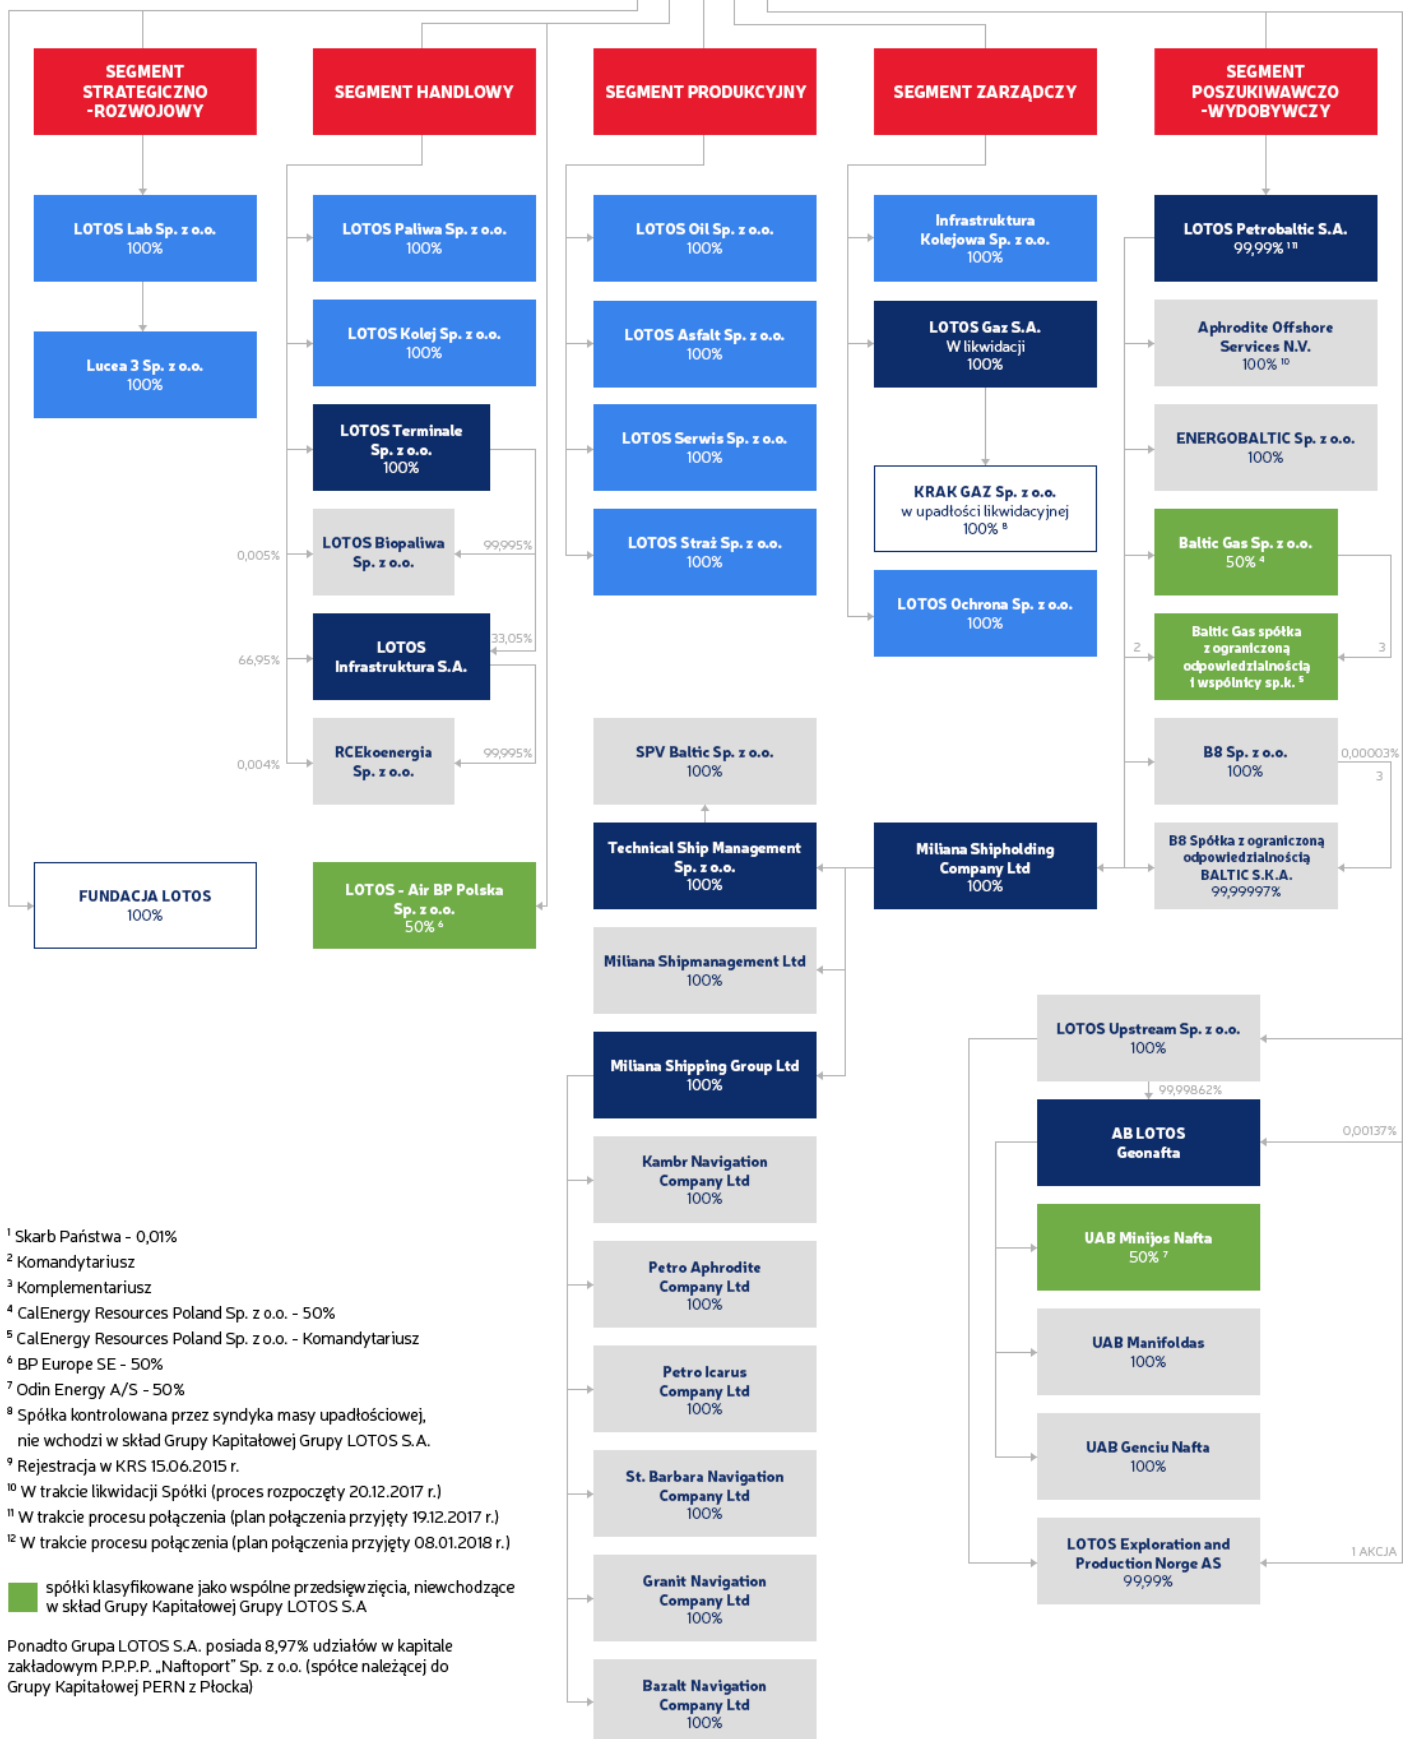 SEGMENT
STRATEGICZNO
-ROZWOJOWY
LOTOS Lab Sp. z o.o.
100%
Lucea 3 Sp. z o.o.
100%
FUNDACJA LOTOS
100%
SEGMENT HANDLOWY
LOTOS Paliwa Sp. z o.o.
100%
LOTOS Kolej Sp. z o.o.
100%
LOTOS Terminale
Sp. z o.o.
100%
0,005%
LOTOS Biopaliwa
Sp. z o.o.
99,995%
33,05%
66,95%
LOTOS
Infrastruktura S.A.
0,004%
RCEkoenergia
Sp. z o.o.
99,995%
LOTOS - Air BP Polska
Sp. z o.o.
50% ⁶
SEGMENT PRODUKCYJNY
LOTOS Oil Sp. z o.o.
100%
LOTOS Asfalt Sp. z o.o.
100%
LOTOS Serwis Sp. z o.o.
100%
LOTOS Straż Sp. z o.o.
100%
SPV Baltic Sp. z o.o.
100%
Technical Ship Management
Sp. z o.o.
100%
Miliana Shipmanagement Ltd
100%
Miliana Shipping Group Ltd
100%
Kambr Navigation
Company Ltd
100%
Petro Aphrodite
Company Ltd
100%
Petro Icarus
Company Ltd
100%
St. Barbara Navigation
Company Ltd
100%
Granit Navigation
Company Ltd
100%
Bazalt Navigation
Company Ltd
100%
SEGMENT ZARZĄDCZY
Infrastruktura
Kolejowa Sp. z o.o.
100%
LOTOS Gaz S.A.
W likwidacji
100%
KRAK GAZ Sp. z o.o.
w upadłości likwidacyjnej
100% ⁸
LOTOS Ochrona Sp. z o.o.
100%
Miliana Shipholding
Company Ltd
100%
SEGMENT
POSZUKIWAWCZO
-WYDOBYWCZY
LOTOS Petrobaltic S.A.
99,99% ¹ ¹¹
Aphrodite Offshore
Services N.V.
100% ¹⁰
ENERGOBALTIC Sp. z o.o.
100%
Baltic Gas Sp. z o.o.
50% ⁴
2
Baltic Gas spółka
z ograniczoną
odpowiedzialnością
i wspólnicy sp.k. ⁵
3
B8 Sp. z o.o.
100%
0,00003%
3
B8 Spółka z ograniczoną
odpowiedzialnością
BALTIC S.K.A.
99,99997%
LOTOS Upstream Sp. z o.o.
100%
99,99862%
AB LOTOS
Geonafta
0,00137%
UAB Minijos Nafta
50% ⁷
UAB Manifoldas
100%
UAB Genciu Nafta
100%
LOTOS Exploration and
Production Norge AS
99,99%
1 AKCJA
¹ Skarb Państwa - 0,01%
² Komandytariusz
³ Komplementariusz
⁴ CalEnergy Resources Poland Sp. z o.o. - 50%
⁵ CalEnergy Resources Poland Sp. z o.o. - Komandytariusz
⁶ BP Europe SE - 50%
⁷ Odin Energy A/S - 50%
⁸ Spółka kontrolowana przez syndyka masy upadłościowej,
nie wchodzi w skład Grupy Kapitałowej Grupy LOTOS S.A.
⁹ Rejestracja w KRS 15.06.2015 r.
¹⁰ W trakcie likwidacji Spółki (proces rozpoczęty 20.12.2017 r.)
¹¹ W trakcie procesu połączenia (plan połączenia przyjęty 19.12.2017 r.)
¹² W trakcie procesu połączenia (plan połączenia przyjęty 08.01.2018 r.)
spółki klasyfikowane jako wspólne przedsięwzięcia, niewchodzące
w skład Grupy Kapitałowej Grupy LOTOS S.A
Ponadto Grupa LOTOS S.A. posiada 8,97% udziałów w kapitale
zakładowym P.P.P.P. „Naftoport” Sp. z o.o. (spółce należącej do
Grupy Kapitałowej PERN z Płocka)